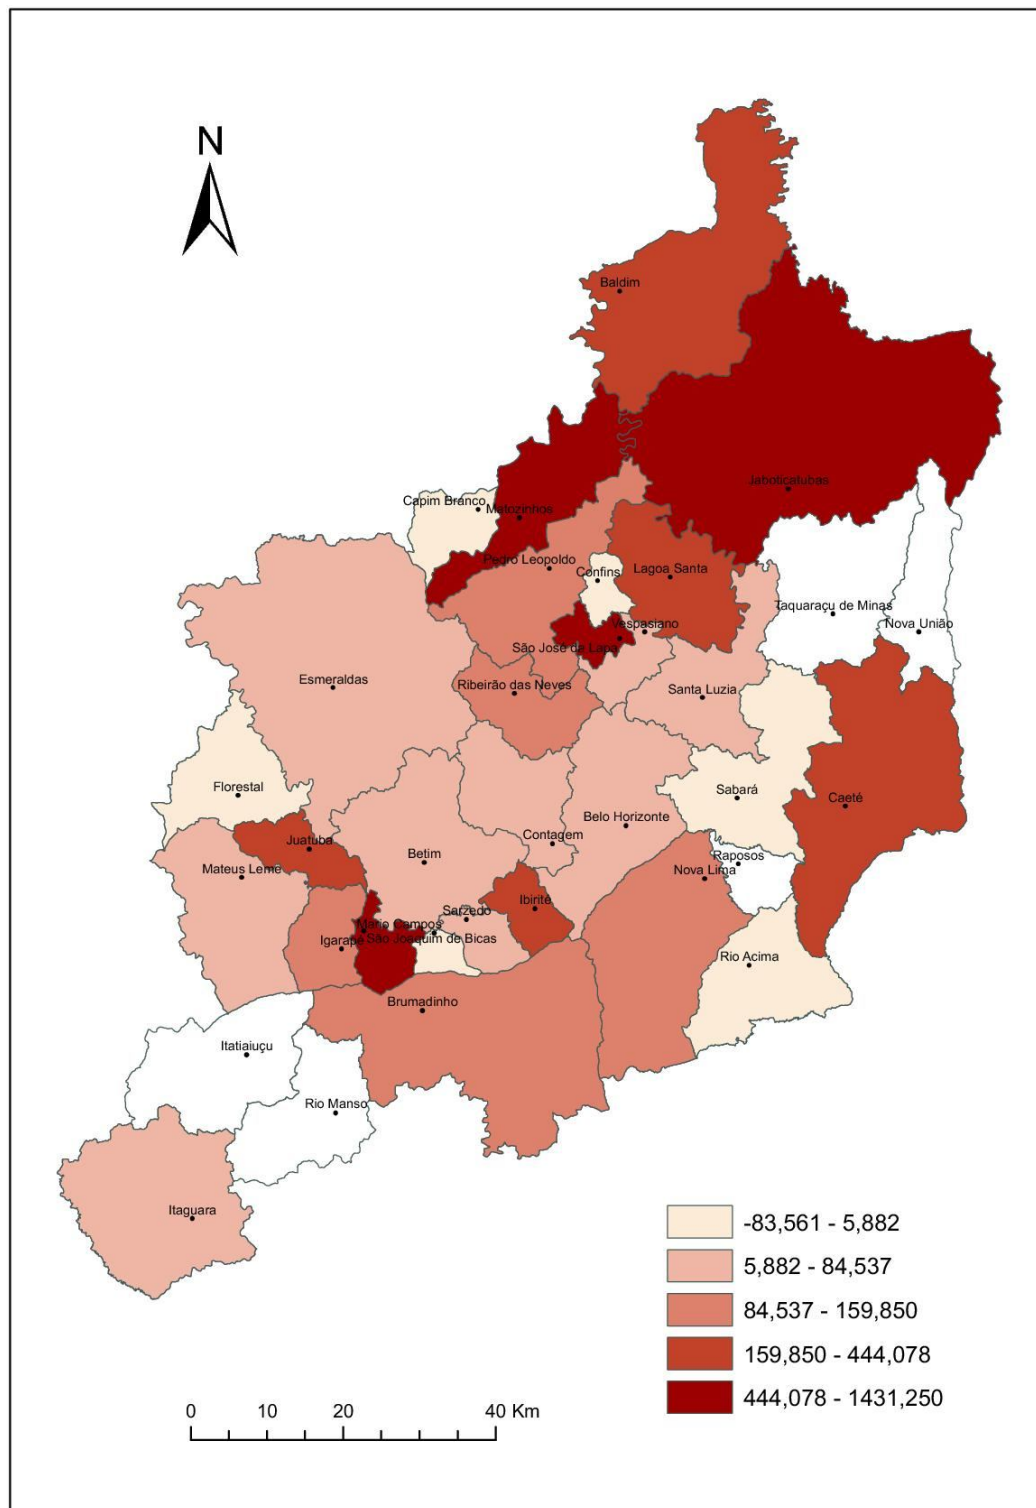 N
Baldim
Jaboticatubas
Capim Branco
Matozinhos
Pedro Leopoldo
Confins
Lagoa Santa
Taquaraçu de Minas
Nova União
Vespasiano
São José da Lapa
Esmeraldas
Ribeirão das Neves
Santa Luzia
Florestal
Sabará
Caeté
Belo Horizonte
Juatuba
Contagem
Betim
Raposos
Mateus Leme
Nova Lima
Ibirité
Sarzedo
Mário Campos
São Joaquim de Bicas
Igarapé
Rio Acima
Brumadinho
Itatiaiuçu
Rio Manso
Itaguara
-83,561 - 5,882
5,882 - 84,537
84,537 - 159,850
159,850 - 444,078
444,078 - 1431,250
0 10 20 40 Km